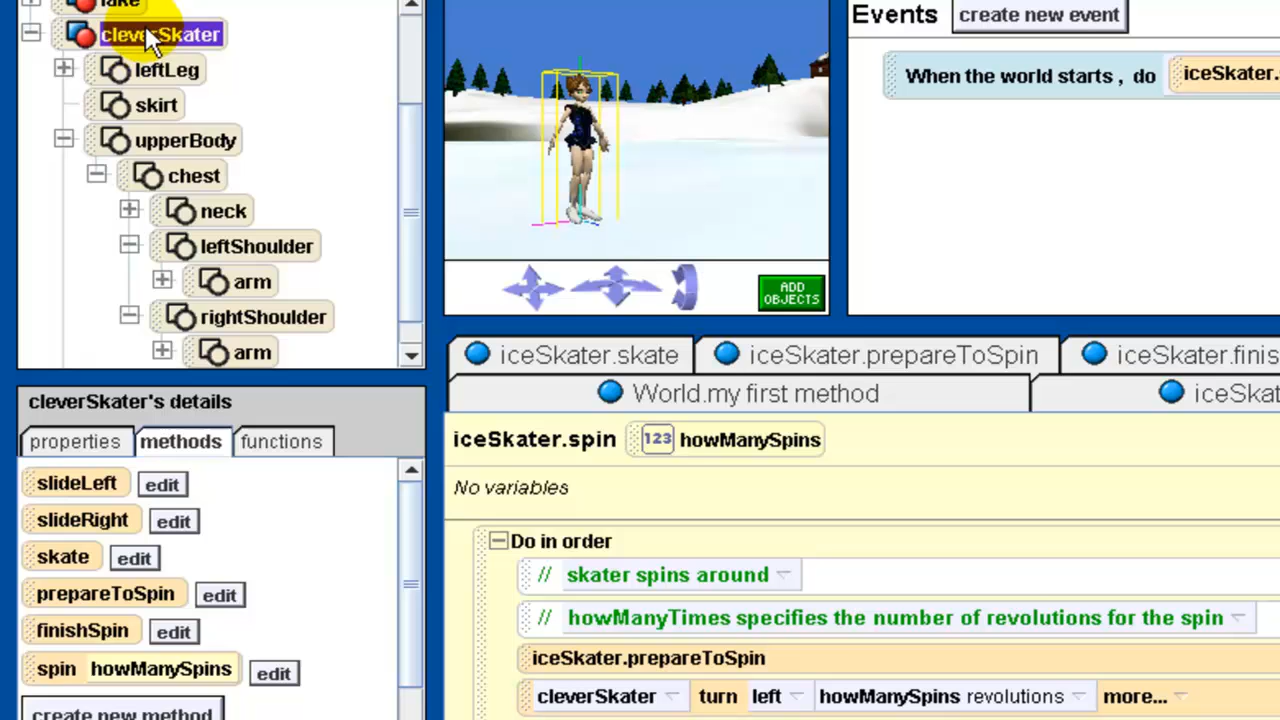 lake
cleverSkater
leftLeg
skirt
upperBody
chest
neck
leftShoulder
arm
rightShoulder
arm
ADD
OBJECTS
Events create new event
When the world starts , do iceSkater.
cleverSkater's details
properties methods functions
slideLeft edit
slideRight edit
skate edit
prepareToSpin edit
finishSpin edit
spin howManySpins edit
create new method
iceSkater.skate iceSkater.prepareToSpin iceSkater.finis
World.my first method iceSkat
iceSkater.spin 123 howManySpins
No variables
Do in order
// skater spins around
// howManyTimes specifies the number of revolutions for the spin
iceSkater.prepareToSpin
cleverSkater turn left howManySpins revolutions more...